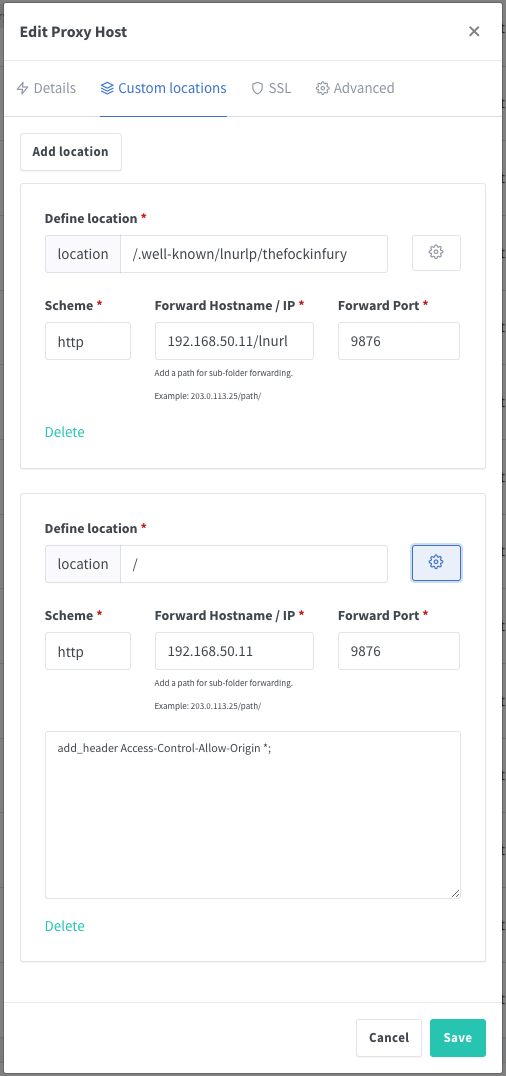 Edit Proxy Host
Details
Custom locations
SSL
Advanced
Add location
Define location *
location /.well-known/lnurlp/thefockinfury
Scheme * Forward Hostname / IP * Forward Port *
http 192.168.50.11/lnurl 9876
Add a path for sub-folder forwarding.
Example: 203.0.113.25/path/
Delete
Define location *
location /
Scheme * Forward Hostname / IP * Forward Port *
http 192.168.50.11 9876
Add a path for sub-folder forwarding.
Example: 203.0.113.25/path/
add_header Access-Control-Allow-Origin *;
Delete
Cancel Save